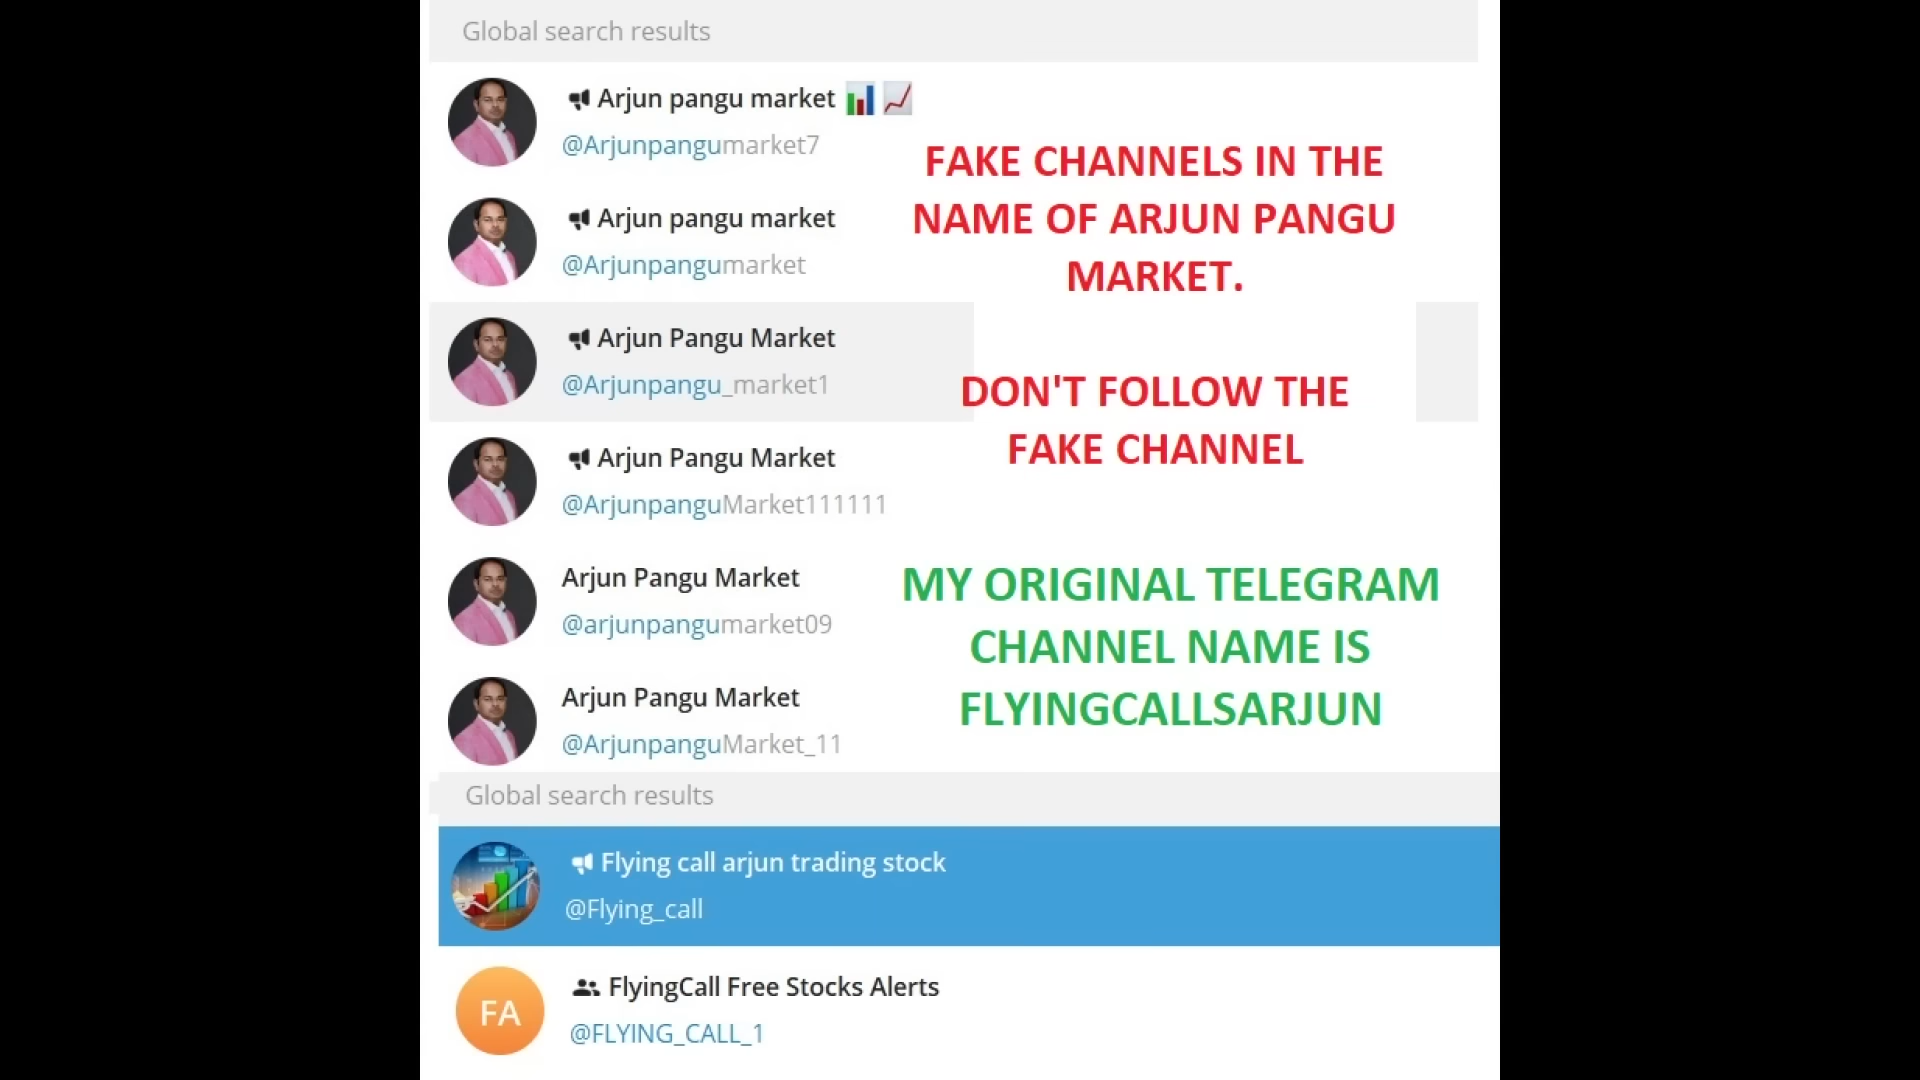 Global search results
Arjun pangu market
@Arjunpangumarket7
Arjun pangu market
@Arjunpangumarket
Arjun Pangu Market
@Arjunpangu_market1
Arjun Pangu Market
@ArjunpanguMarket111111
Arjun Pangu Market
@arjunpangumarket09
Arjun Pangu Market
@ArjunpanguMarket_11
FAKE CHANNELS IN THE
NAME OF ARJUN PANGU
MARKET.
DON'T FOLLOW THE
FAKE CHANNEL
MY ORIGINAL TELEGRAM
CHANNEL NAME IS
FLYINGCALLSARJUN
Global search results
Flying call arjun trading stock
@Flying_call
FA
FlyingCall Free Stocks Alerts
@FLYING_CALL_1